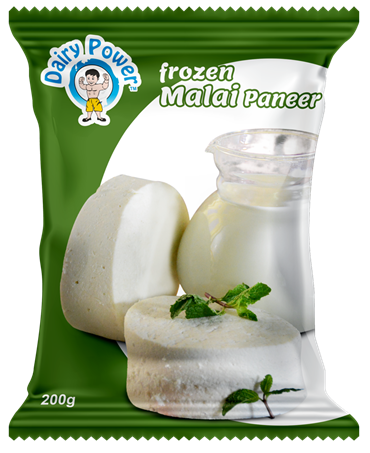 Dairy Power
TM
frozen
Malai Paneer
200g